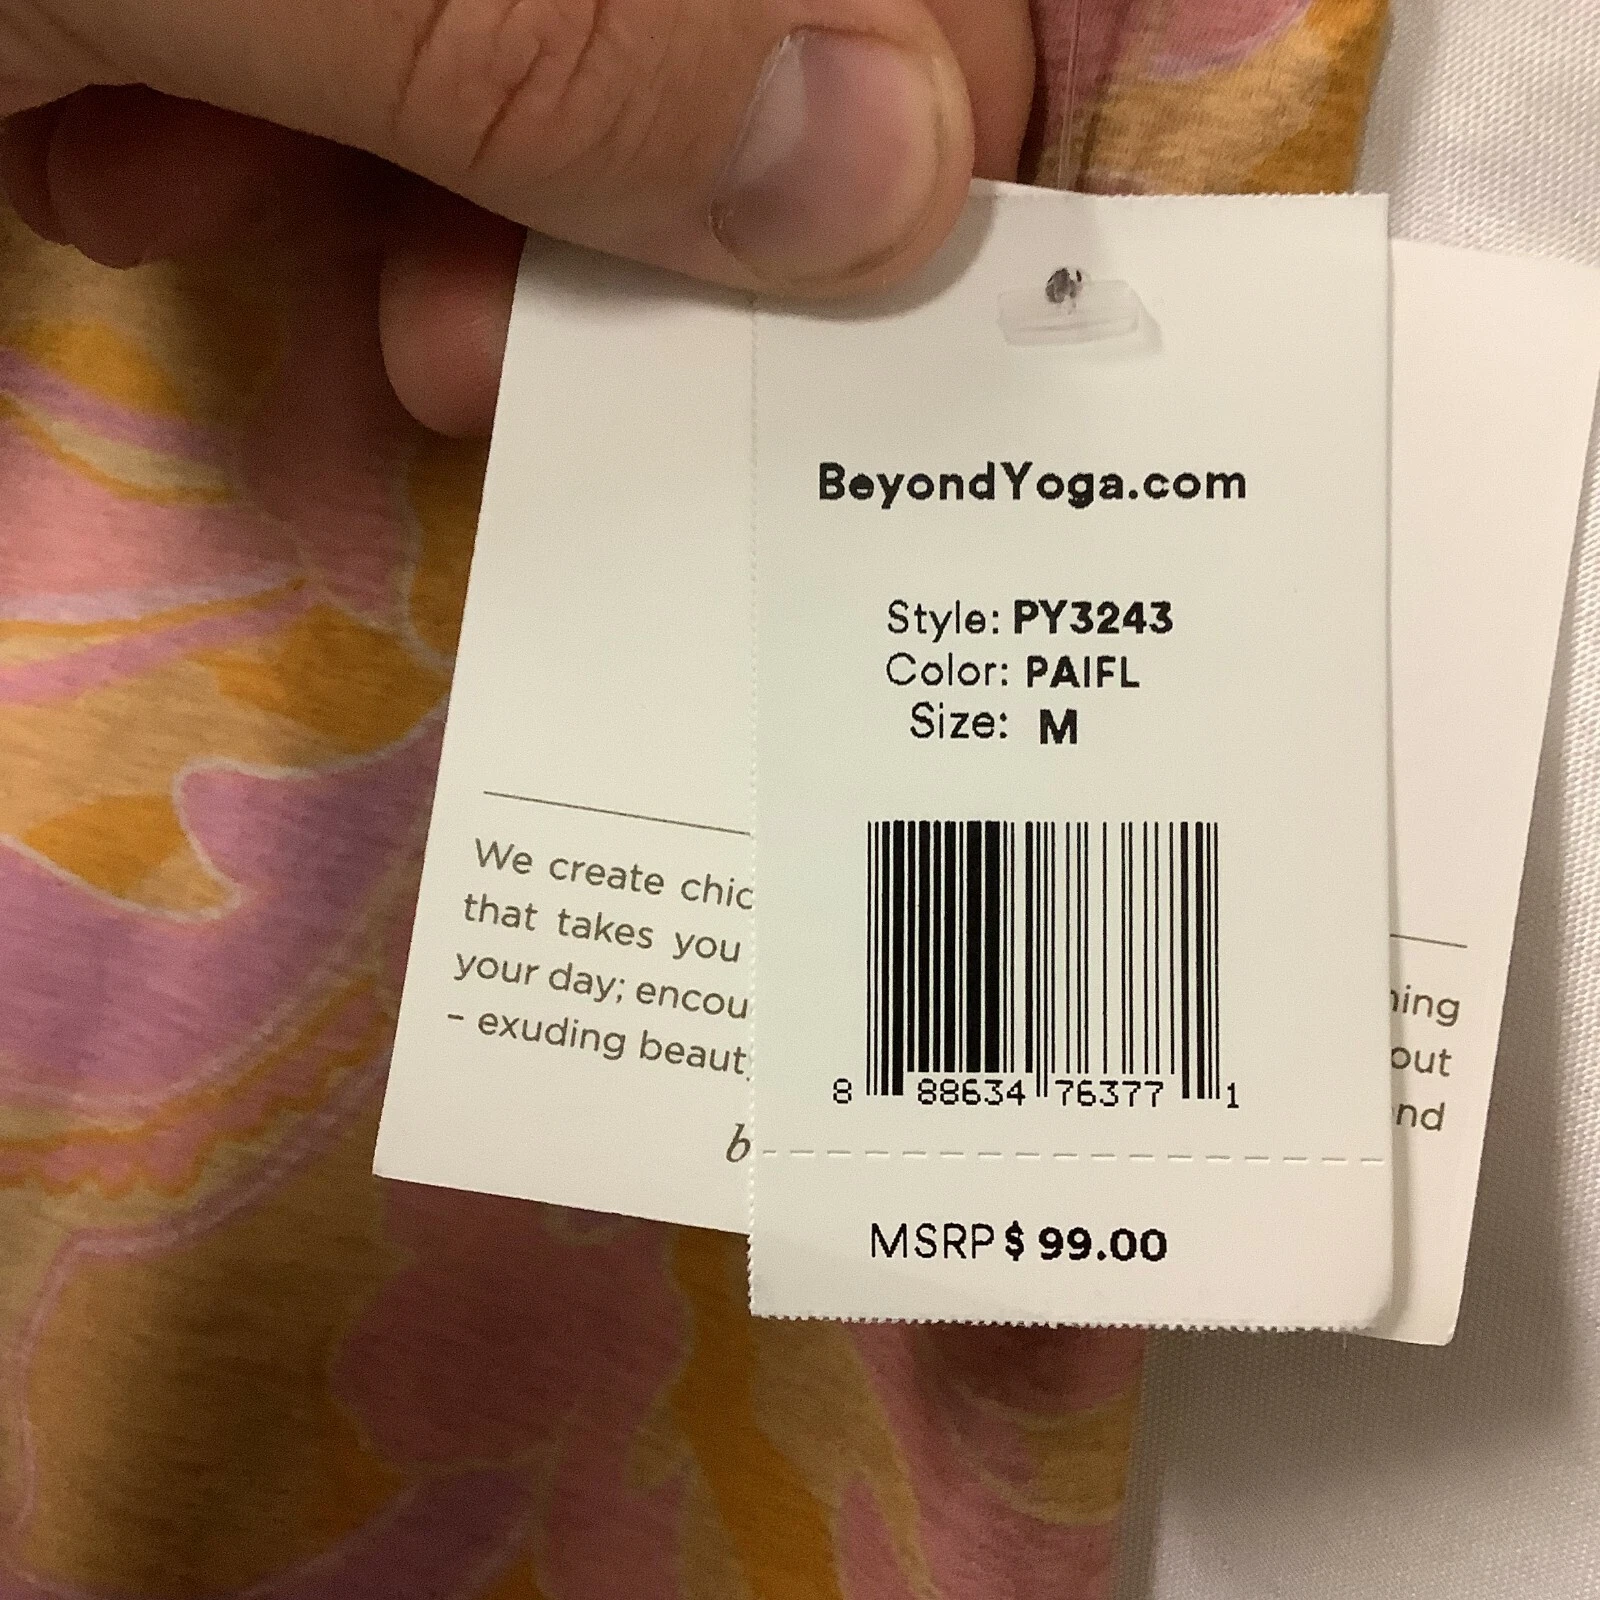 BeyondYoga.com
Style: PY3243
Color: PAIFL
Size: M
8 88634 76377 1
MSRP $ 99.00
We create chic
that takes you
your day; encou
- exuding beaut
b
hing
out
nd